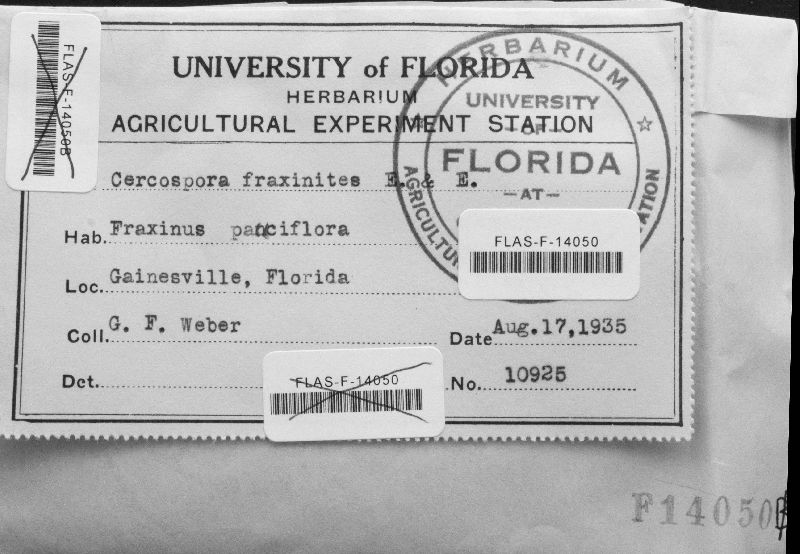 UNIVERSITY of FLORIDA
HERBARIUM
AGRICULTURAL EXPERIMENT STATION
Cercospora fraxinites E. & E.
Hab. Fraxinus pauciflora
Loc. Gainesville, Florida
Coll. G. F. Weber
Date Aug.17,1935
Det.
No. 10925
HERBARIUM
UNIVERSITY
—OF—
FLORIDA
—AT—
FLAS-F-14050B
FLAS-F-14050
FLAS-F-14050
F14050B